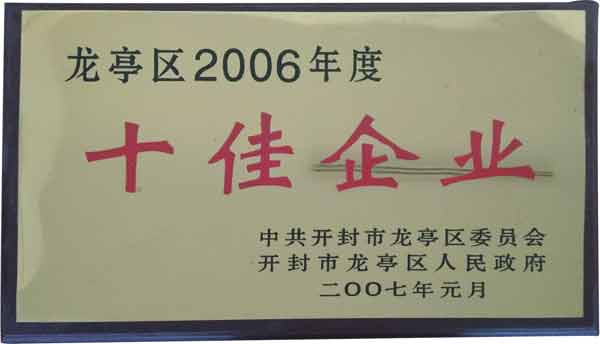 龙亭区2006年度
十佳企业
中共开封市龙亭区委员会
开封市龙亭区人民政府
二OO七年元月